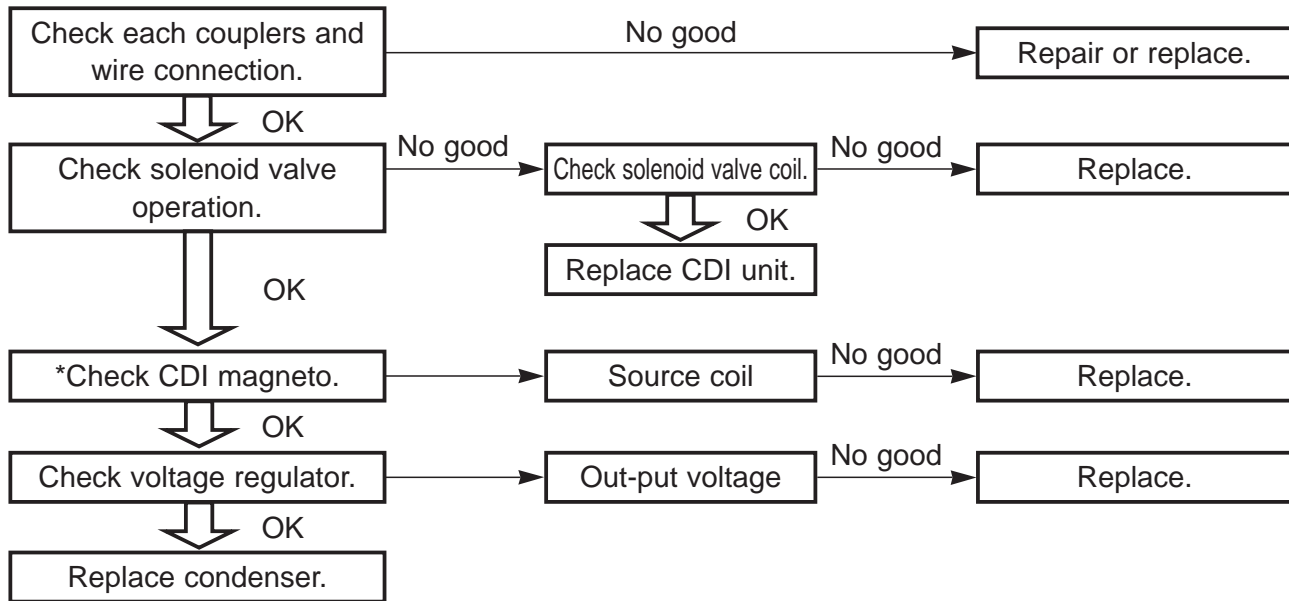 Check each couplers and
wire connection.
No good
Repair or replace.
OK
Check solenoid valve
operation.
No good
Check solenoid valve coil.
No good
Replace.
OK
Replace CDI unit.
OK
*Check CDI magneto.
Source coil
No good
Replace.
OK
Check voltage regulator.
Out-put voltage
No good
Replace.
OK
Replace condenser.